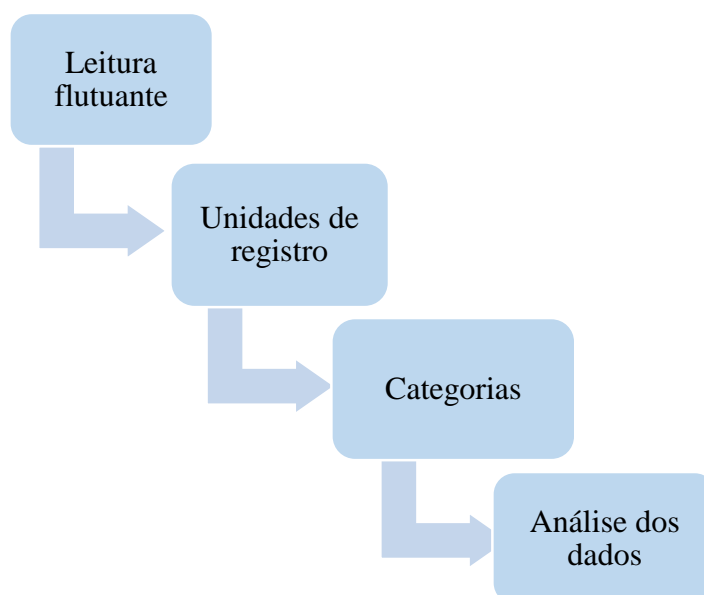 Leitura
flutuante
Unidades de
registro
Categorias
Análise dos
dados